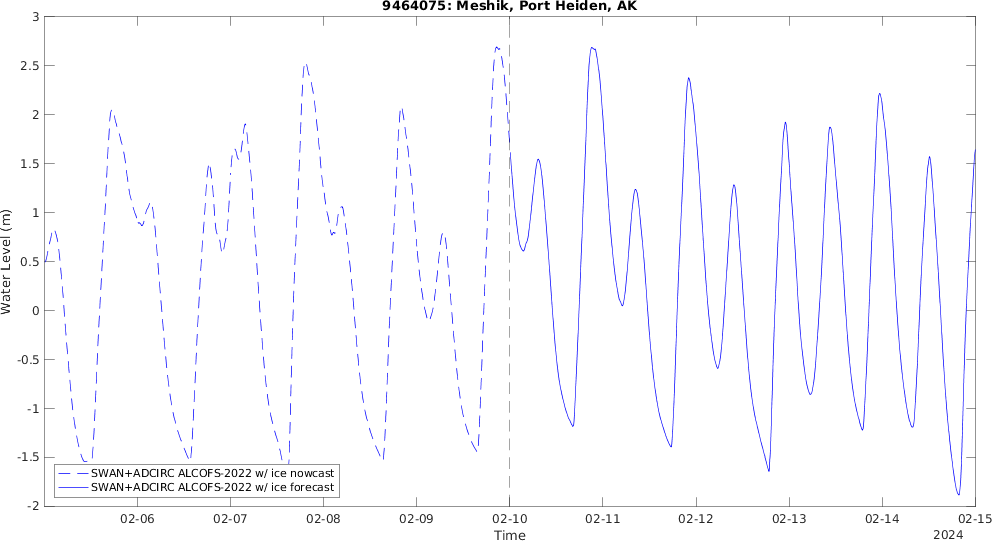 9464075: Meshik, Port Heiden, AK
3
2.5
2
1.5
1
0.5
0
-0.5
-1
-1.5
-2
Water Level (m)
SWAN+ADCIRC ALCOFS-2022 w/ ice nowcast
SWAN+ADCIRC ALCOFS-2022 w/ ice forecast
02-06 02-07 02-08 02-09 02-10 02-11 02-12 02-13 02-14 02-15
Time
2024